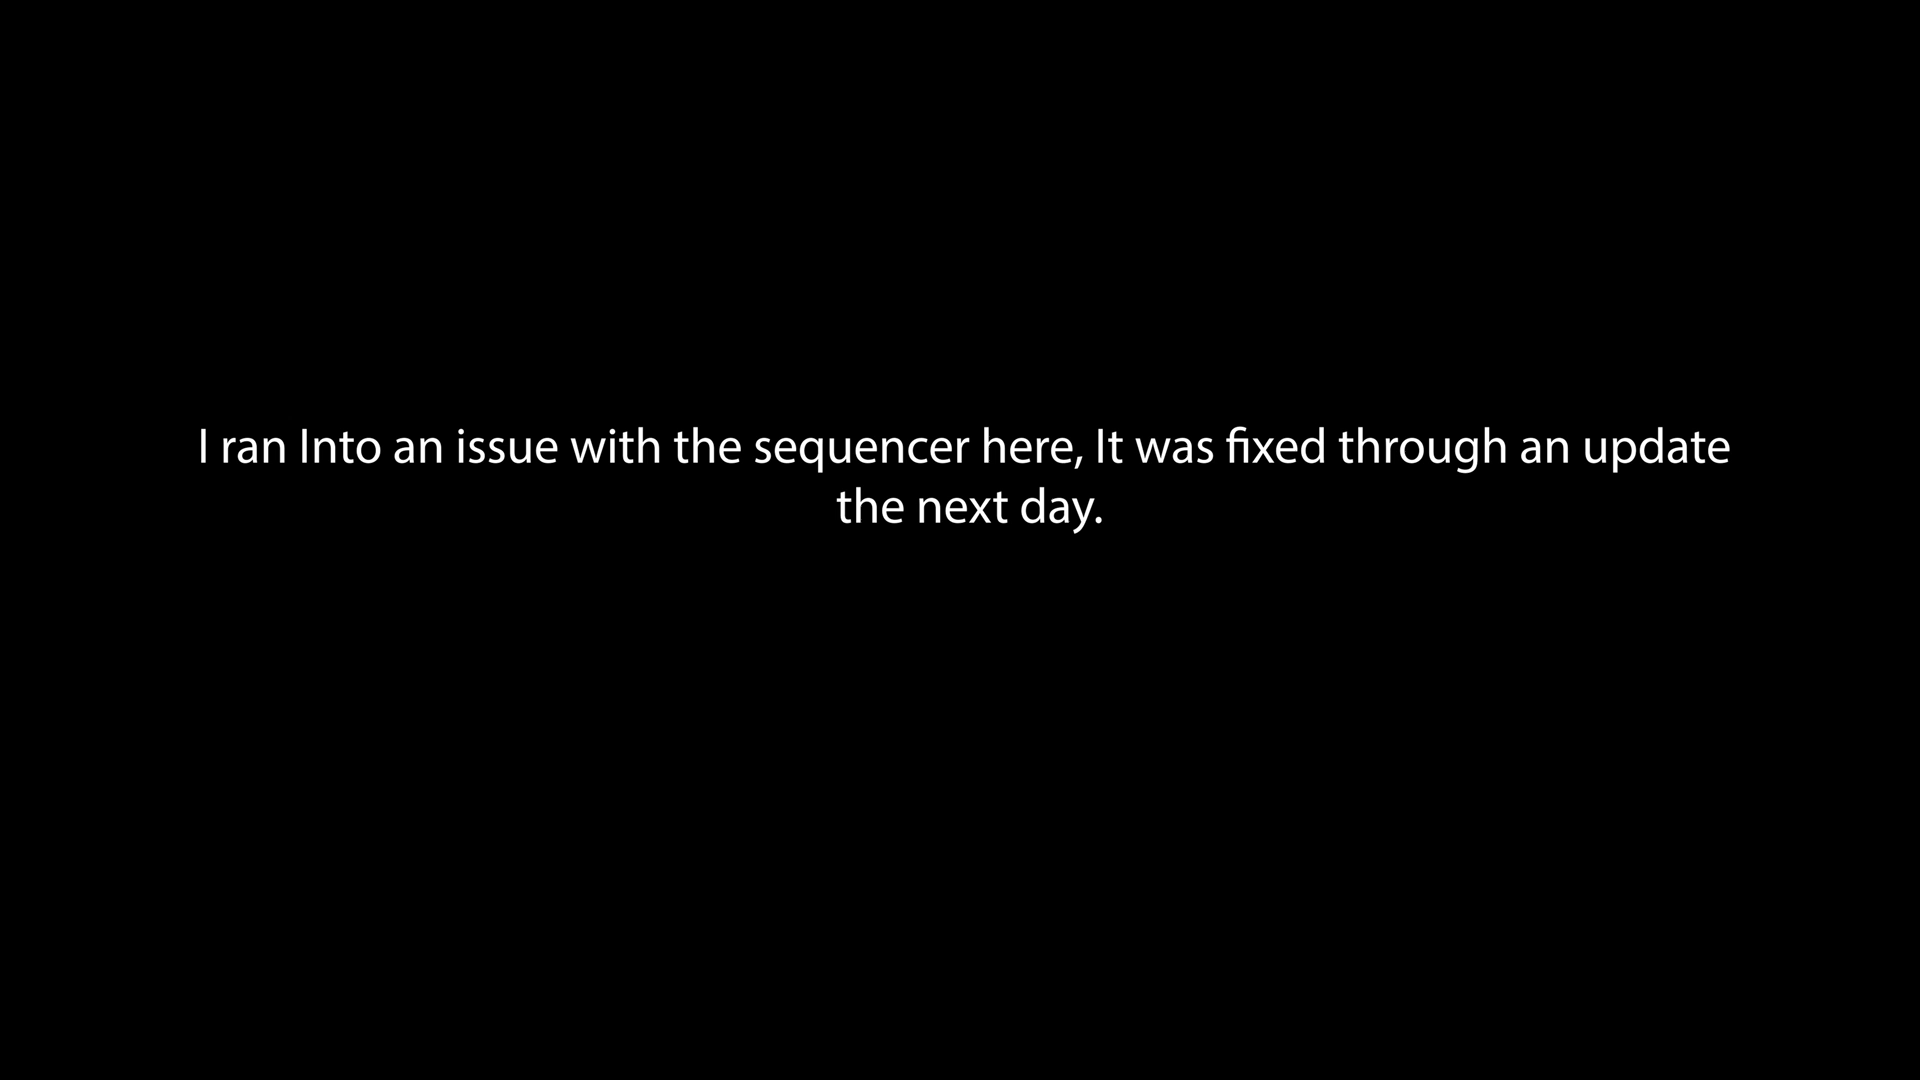 I ran Into an issue with the sequencer here, It was fixed through an update
the next day.